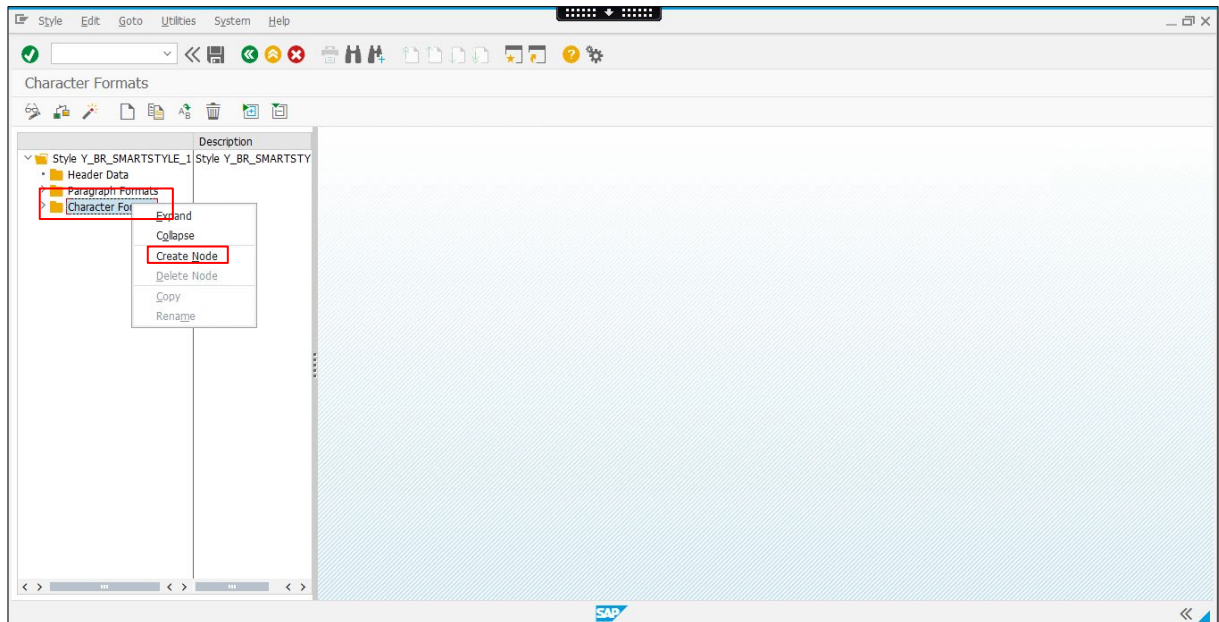 Style Edit Goto Utilities System Help
Character Formats
Description
Style Y_BR_SMARTSTYLE_1 Style Y_BR_SMARTSTY
Header Data
Paragraph Formats
Character For
Expand
Collapse
Create Node
Delete Node
Copy
Rename
SAP